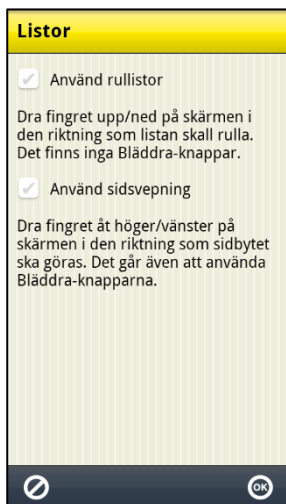 Listor
Använd rullistor
Dra fingret upp/ned på skärmen i
den riktning som listan skall rulla.
Det finns inga Bläddra-knappar.
Använd sidsvepning
Dra fingret åt höger/vänster på
skärmen i den riktning som sidbytet
ska göras. Det går även att använda
Bläddra-knapparna.
OK